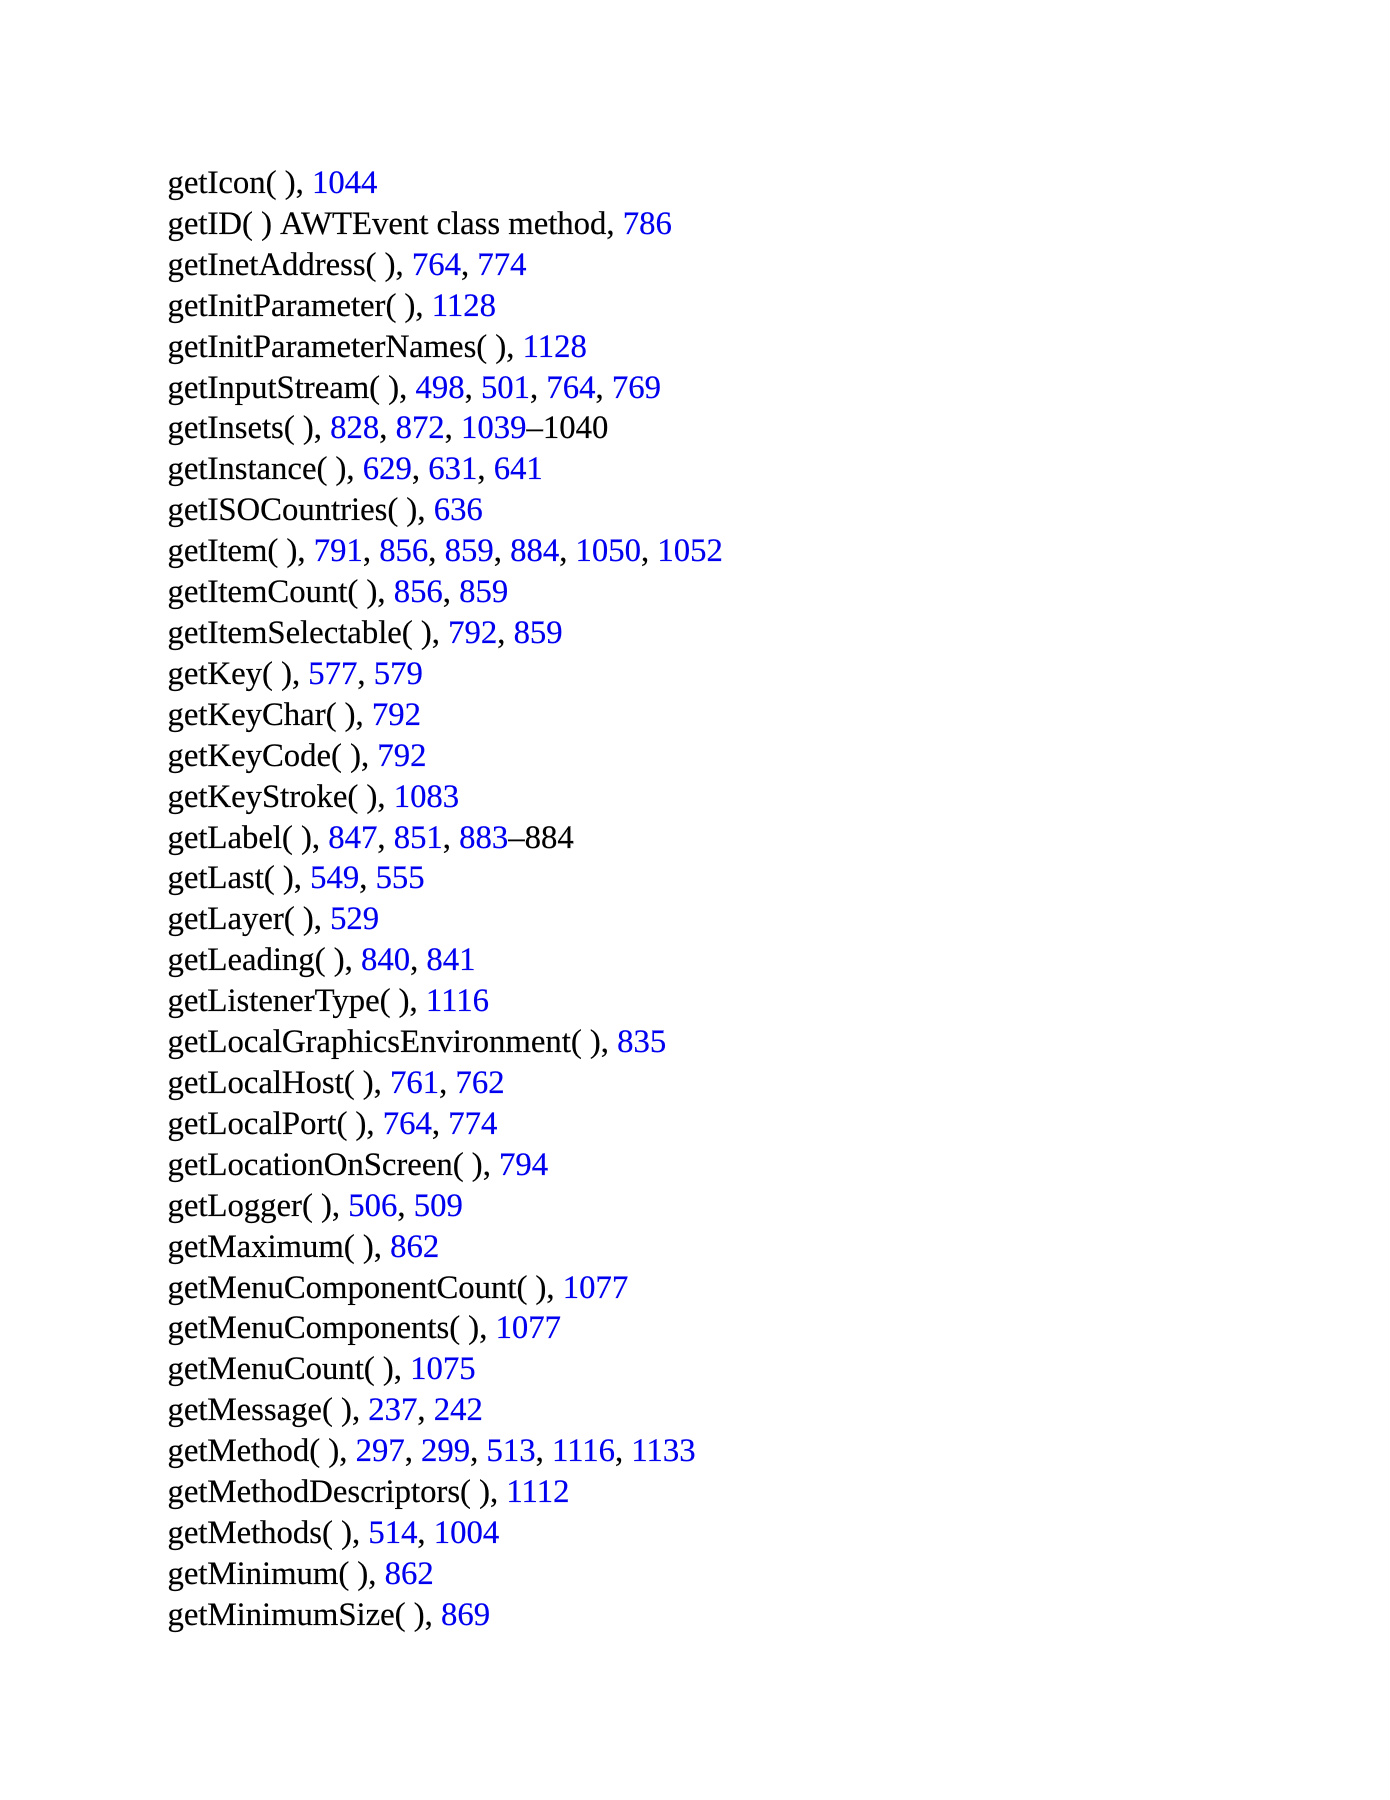 getIcon( ), 1044
getID( ) AWTEvent class method, 786
getInetAddress( ), 764, 774
getInitParameter( ), 1128
getInitParameterNames( ), 1128
getInputStream( ), 498, 501, 764, 769
getInsets( ), 828, 872, 1039–1040
getInstance( ), 629, 631, 641
getISOCountries( ), 636
getItem( ), 791, 856, 859, 884, 1050, 1052
getItemCount( ), 856, 859
getItemSelectable( ), 792, 859
getKey( ), 577, 579
getKeyChar( ), 792
getKeyCode( ), 792
getKeyStroke( ), 1083
getLabel( ), 847, 851, 883–884
getLast( ), 549, 555
getLayer( ), 529
getLeading( ), 840, 841
getListenerType( ), 1116
getLocalGraphicsEnvironment( ), 835
getLocalHost( ), 761, 762
getLocalPort( ), 764, 774
getLocationOnScreen( ), 794
getLogger( ), 506, 509
getMaximum( ), 862
getMenuComponentCount( ), 1077
getMenuComponents( ), 1077
getMenuCount( ), 1075
getMessage( ), 237, 242
getMethod( ), 297, 299, 513, 1116, 1133
getMethodDescriptors( ), 1112
getMethods( ), 514, 1004
getMinimum( ), 862
getMinimumSize( ), 869